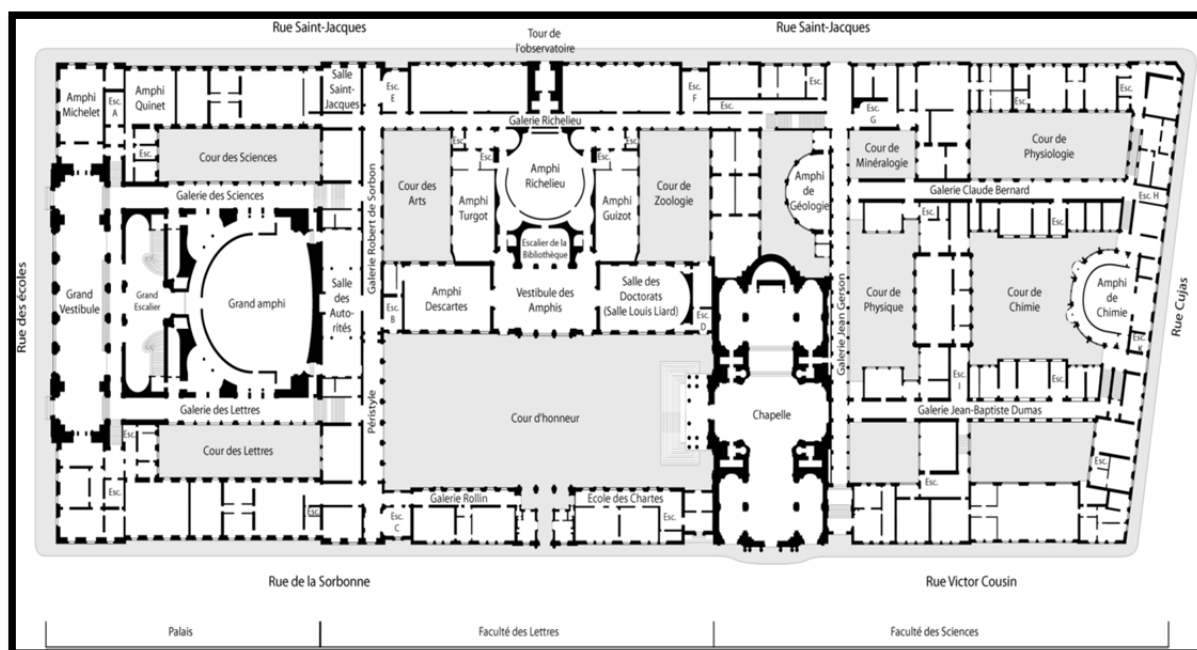 Rue Saint-Jacques
Rue Saint-Jacques
Tour de
l'observatoire
Amphi
Michelet
Esc.
A
Amphi
Quinet
Salle
Saint-
Jacques
Esc.
E
Esc.
F
Esc.
G
Galerie Richelieu
Esc.
Cour des Sciences
Esc.
Esc.
Amphi
Richelieu
Esc.
Esc.
Cour de
Minéralogie
Cour de
Physiologie
Galerie des Sciences
Galerie Robert de Sorbon
Cour des
Arts
Amphi
Turgot
Amphi
Guizot
Cour de
Zoologie
Amphi
de
Géologie
Galerie Claude Bernard
Esc. H
Esc.
Esc.
Escalier de la
Bibliothèque
Rue des écoles
Grand
Vestibule
Grand
Escalier
Grand amphi
Salle
des
Auto-
rités
Esc.
B
Amphi
Descartes
Vestibule des
Amphis
Salle des
Doctorats
(Salle Louis Liard)
Esc.
D
Galerie Jean Gerson
Cour de
Physique
Cour de
Chimie
Amphi
de
Chimie
Rue Cujas
Esc.
K
Esc.
I
Esc.
Galerie des Lettres
Péristyle
Cour d'honneur
Chapelle
Galerie Jean-Baptiste Dumas
Esc.
Cour des Lettres
Esc.
Esc.
Esc.
Galerie Rollin
Ecole des Chartes
Esc.
Esc.
C
Esc.
Rue de la Sorbonne
Rue Victor Cousin
Palais
Faculté des Lettres
Faculté des Sciences